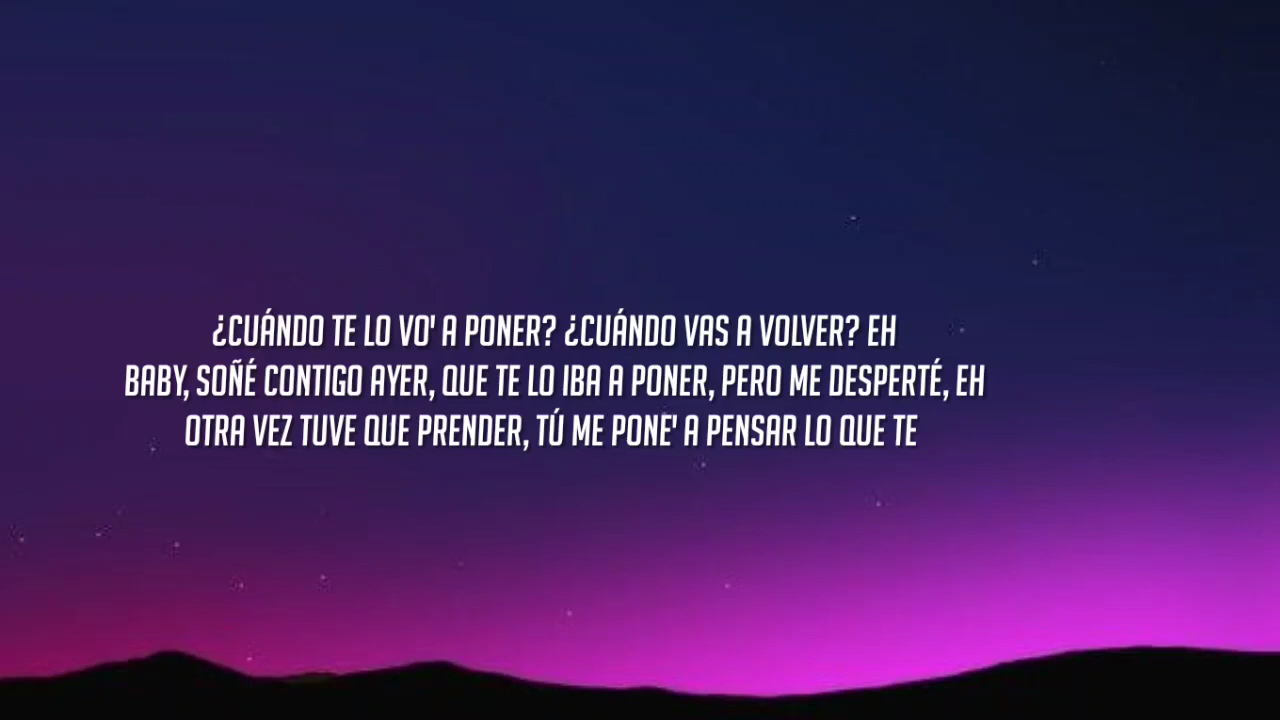 ¿CUÁNDO TE LO VO' A PONER? ¿CUÁNDO VAS A VOLVER? EH
BABY, SOÑÉ CONTIGO AYER, QUE TE LO IBA A PONER, PERO ME DESPERTÉ, EH
OTRA VEZ TUVE QUE PRENDER, TÚ ME PONE' A PENSAR LO QUE TE